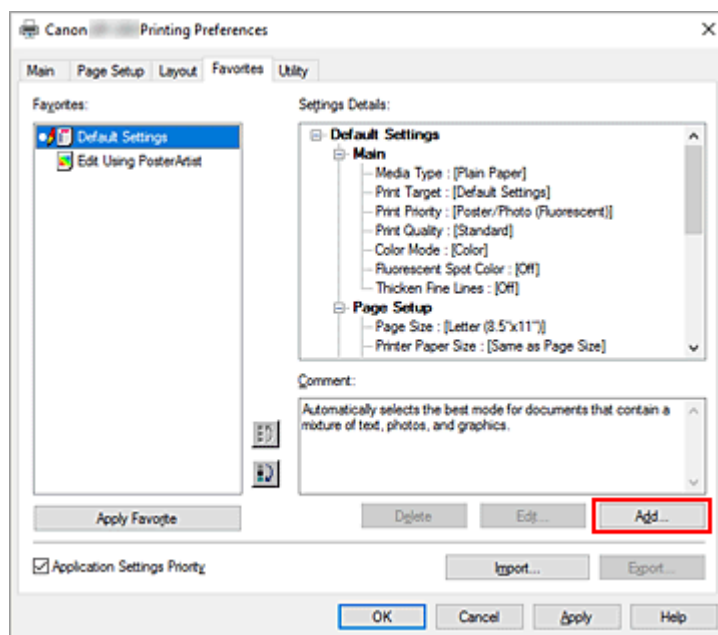 Canon Printing Preferences
Main Page Setup Layout Favorites Utility
Favorites:
Default Settings
Edit Using PosterArtist
Settings Details:
Default Settings
Main
Media Type : [Plain Paper]
Print Target : [Default Settings]
Print Priority : [Poster/Photo (Fluorescent)]
Print Quality : [Standard]
Color Mode : [Color]
Fluorescent Spot Color : [Off]
Thicken Fine Lines : [Off]
Page Setup
Page Size : [Letter (8.5"x11")]
Printer Paper Size : [Same as Page Size]
Comment:
Automatically selects the best mode for documents that contain a
mixture of text, photos, and graphics.
Apply Favorite
Delete Edit... Add...
Application Settings Priority
Import... Export...
OK Cancel Apply Help